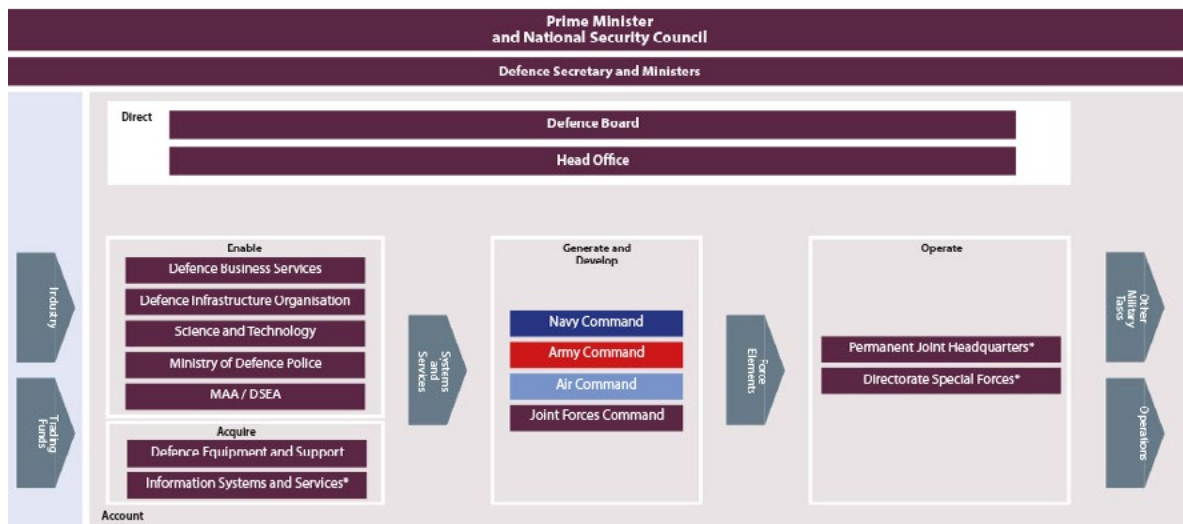 Prime Minister
and National Security Council
Defence Secretary and Ministers
Direct
Defence Board
Head Office
Industry
Trading
Funds
Enable
Defence Business Services
Defence Infrastructure Organisation
Science and Technology
Ministry of Defence Police
MAA / DSEA
Acquire
Defence Equipment and Support
Information Systems and Services*
Systems
and
Services
Generate and
Develop
Navy Command
Army Command
Air Command
Joint Forces Command
Force
Elements
Operate
Permanent Joint Headquarters*
Directorate Special Forces*
Other
Military
Tasks
Operations
Account